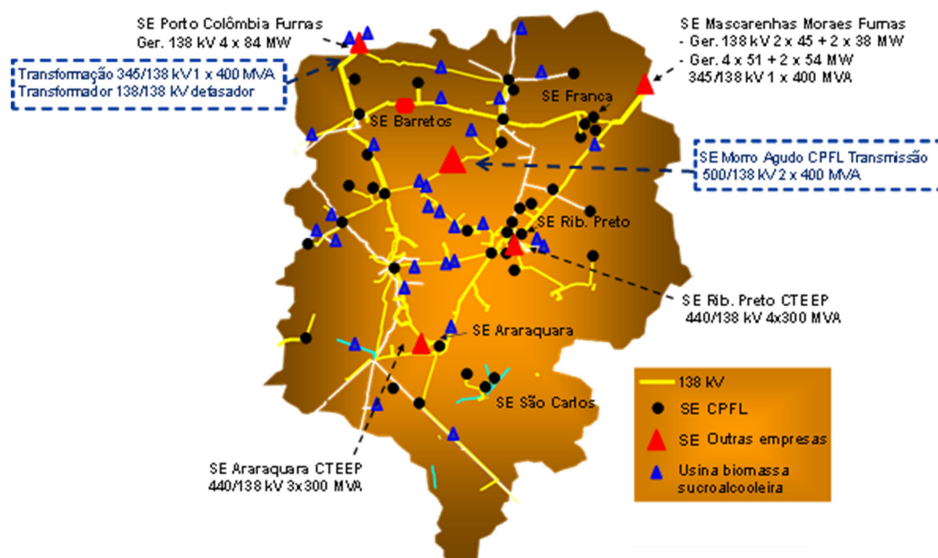 SE Porto Colômbia Furnas
Ger. 138 kV 4 x 84 MW
SE Mascarenhas Moraes Furnas
- Ger. 138 kV 2 x 45 + 2 x 38 MW
- Ger. 4 x 51 + 2 x 54 MW
345/138 kV 1 x 400 MVA
Transformação 345/138 kV 1 x 400 MVA
Transformador 138/138 kV defasador
SE Franca
SE Barretos
SE Morro Agudo CPFL Transmissão
500/138 kV 2 x 400 MVA
SE Rib. Preto
SE Rib. Preto CTEEP
440/138 kV 4x300 MVA
SE Araraquara
SE São Carlos
SE Araraquara CTEEP
440/138 kV 3x300 MVA
138 kV
SE CPFL
SE Outras empresas
Usina biomassa
sucroalcooleira